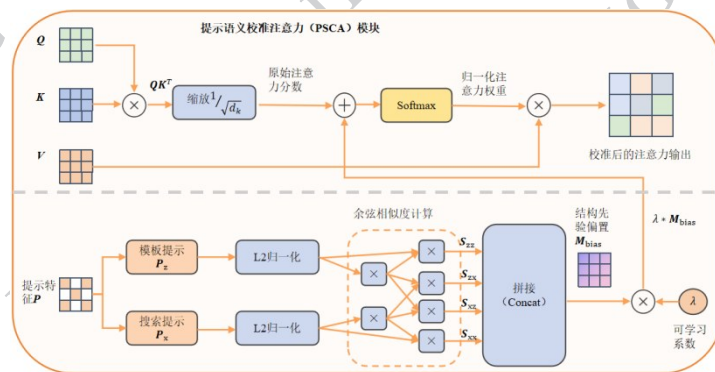 提示语义校准注意力（PSCA）模块
Q
K
V
QK^T
缩放1/√d_k
原始注意
力分数
Softmax
归一化注
意力权重
校准后的注意力输出
提示特
征P
模板提示
P_z
搜索提示
P_x
L2归一化
L2归一化
余弦相似度计算
S_zz
S_zx
S_xz
S_xx
拼接
（Concat）
结构先
验偏置
M_bias
λ * M_bias
λ
可学习
系数